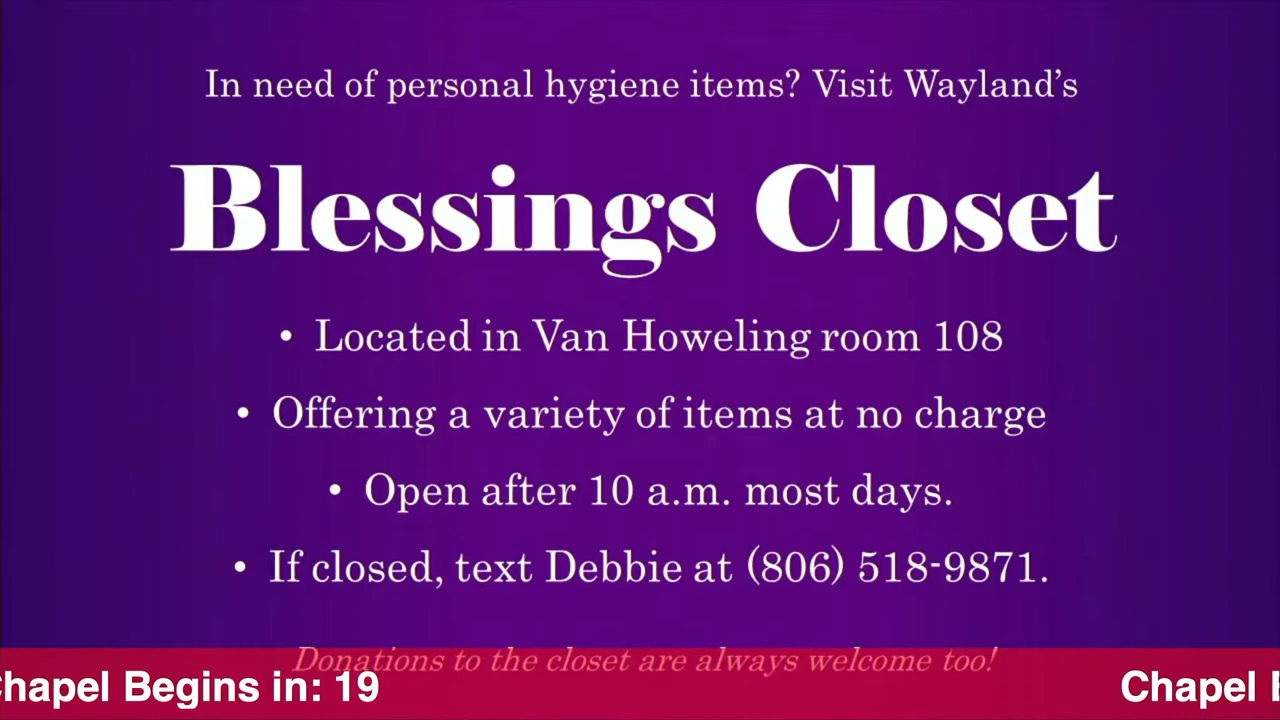 In need of personal hygiene items? Visit Wayland’s
Blessings Closet
• Located in Van Howeling room 108
• Offering a variety of items at no charge
• Open after 10 a.m. most days.
• If closed, text Debbie at (806) 518-9871.
Donations to the closet are always welcome too!
Chapel Begins in: 19 Chapel